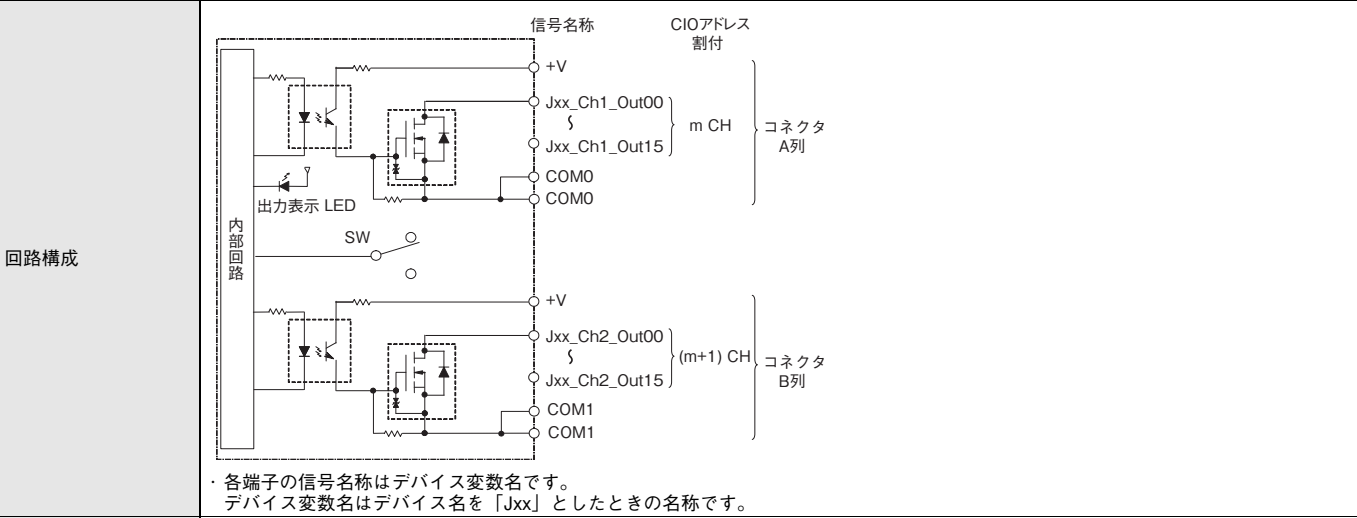 回路構成
信号名称
CIOアドレス
割付
+V
Jxx_Ch1_Out00
〜
Jxx_Ch1_Out15
m CH
コネクタ
A列
COM0
COM0
出力表示 LED
内部回路
SW
+V
Jxx_Ch2_Out00
〜
Jxx_Ch2_Out15
(m+1) CH
コネクタ
B列
COM1
COM1
・各端子の信号名称はデバイス変数名です。
デバイス変数名はデバイス名を「Jxx」としたときの名称です。